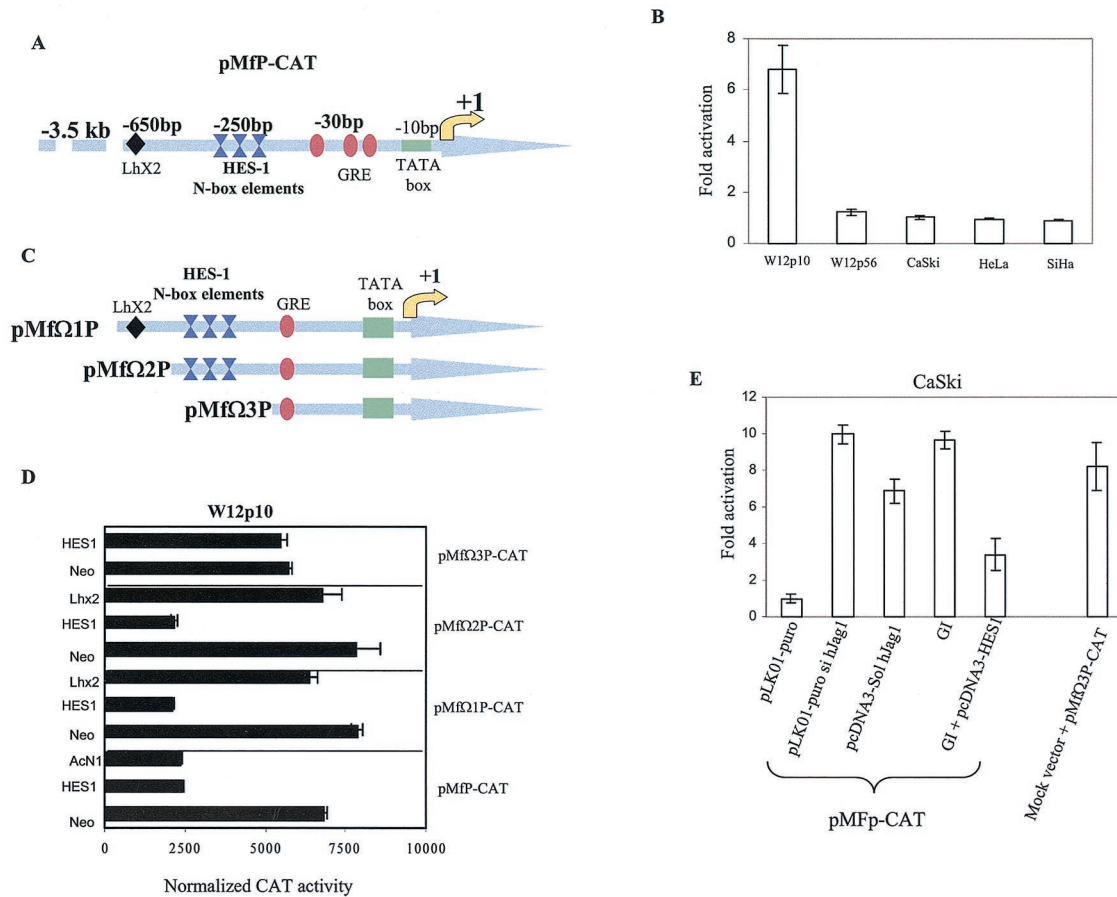 A
pMfP-CAT
+1
-3.5 kb
-650bp
-250bp
-30bp
-10bp
LhX2
HES-1
N-box elements
GRE
TATA
box
B
Fold activation
8
6
4
2
0
W12p10
W12p56
CaSki
HeLa
SiHa
C
HES-1
N-box elements
LhX2
GRE
TATA
box
+1
pMfΩ1P
pMfΩ2P
pMfΩ3P
D
W12p10
HES1
Neo
pMfΩ3P-CAT
Lhx2
HES1
Neo
pMfΩ2P-CAT
Lhx2
HES1
Neo
pMfΩ1P-CAT
AcN1
HES1
Neo
pMfP-CAT
0
2500
5000
7500
10000
Normalized CAT activity
E
CaSki
Fold activation
12
10
8
6
4
2
0
pLK01-puro
pLK01-puro si hJag1
pcDNA3-Sol hJag1
GI
GI + pcDNA3-HES1
Mock vector + pMfΩ3P-CAT
pMFp-CAT